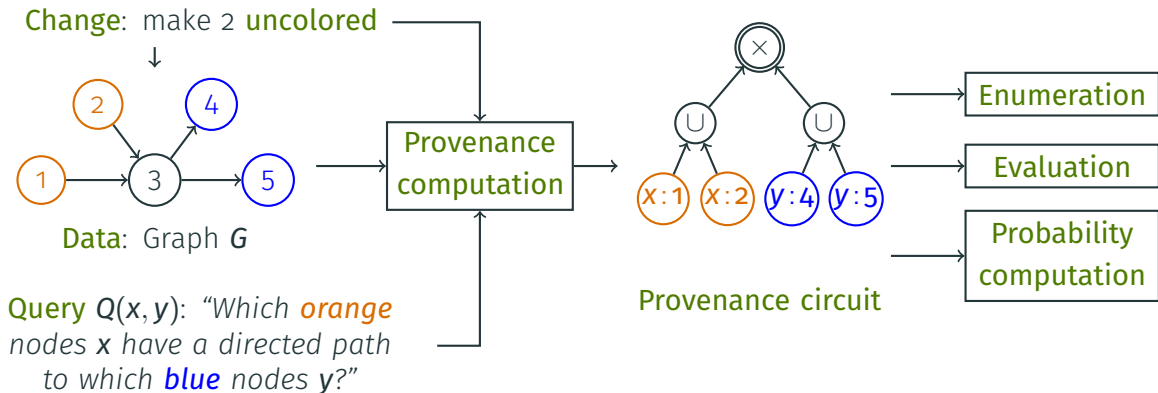 Change: make 2 uncolored
↓
2
4
1
3
5
Data: Graph G
Query Q(x, y): “Which orange
nodes x have a directed path
to which blue nodes y?”
Provenance
computation
×
∪
∪
x:1
x:2
y:4
y:5
Provenance circuit
Enumeration
Evaluation
Probability
computation